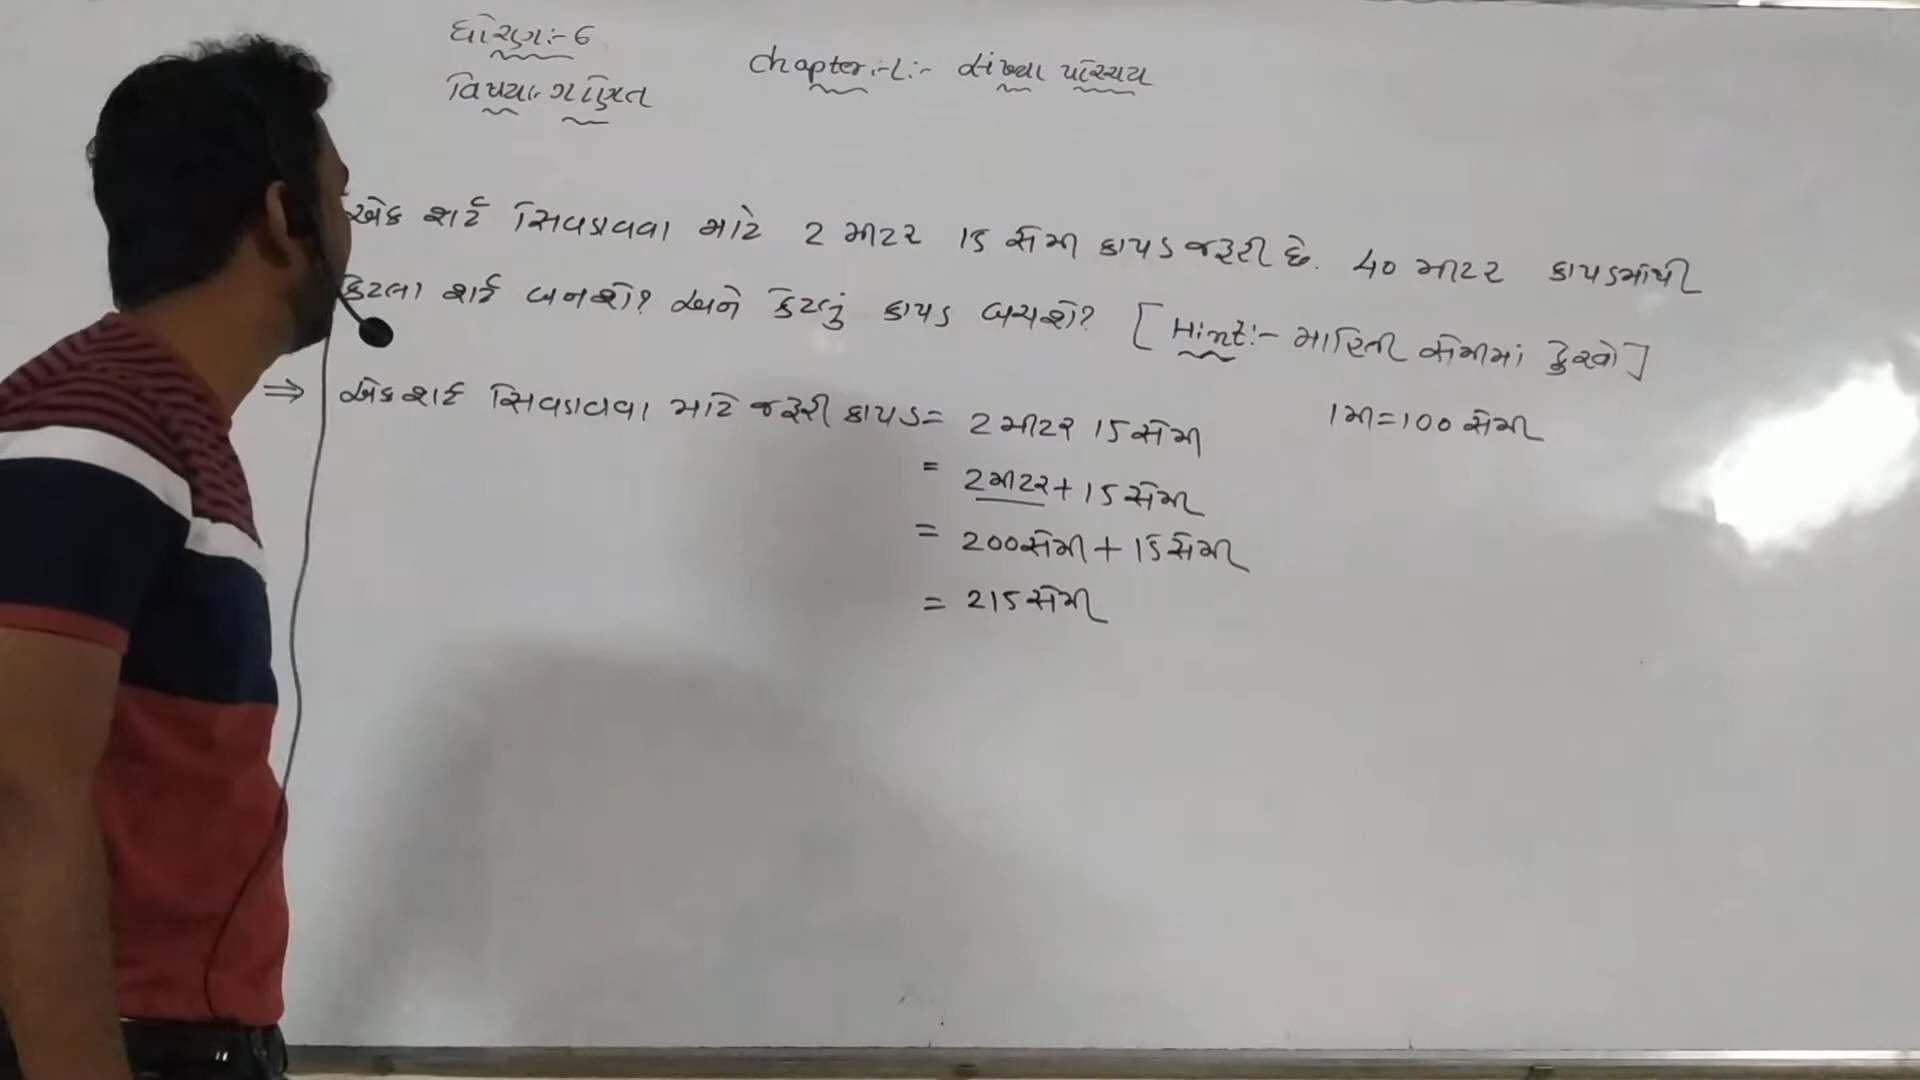 ધોરણ:- 6
વિષય:- ગણિત
Chapter:-1:- સંખ્યા પરિચય
એક શર્ટ સિવડાવવા માટે 2 મીટર 15 સેમી કાપડ જરૂરી છે. 40 મીટર કાપડમાંથી
કેટલા શર્ટ બનશે? અને કેટલું કાપડ બચશે? [Hint:- માહિતી સેમીમાં ફેરવો]
⇒ એક શર્ટ સિવડાવવા માટે જરૂરી કાપડ = 2 મીટર 15 સેમી
1 મી = 100 સેમી
= 2 મીટર + 15 સેમી
= 200 સેમી + 15 સેમી
= 215 સેમી